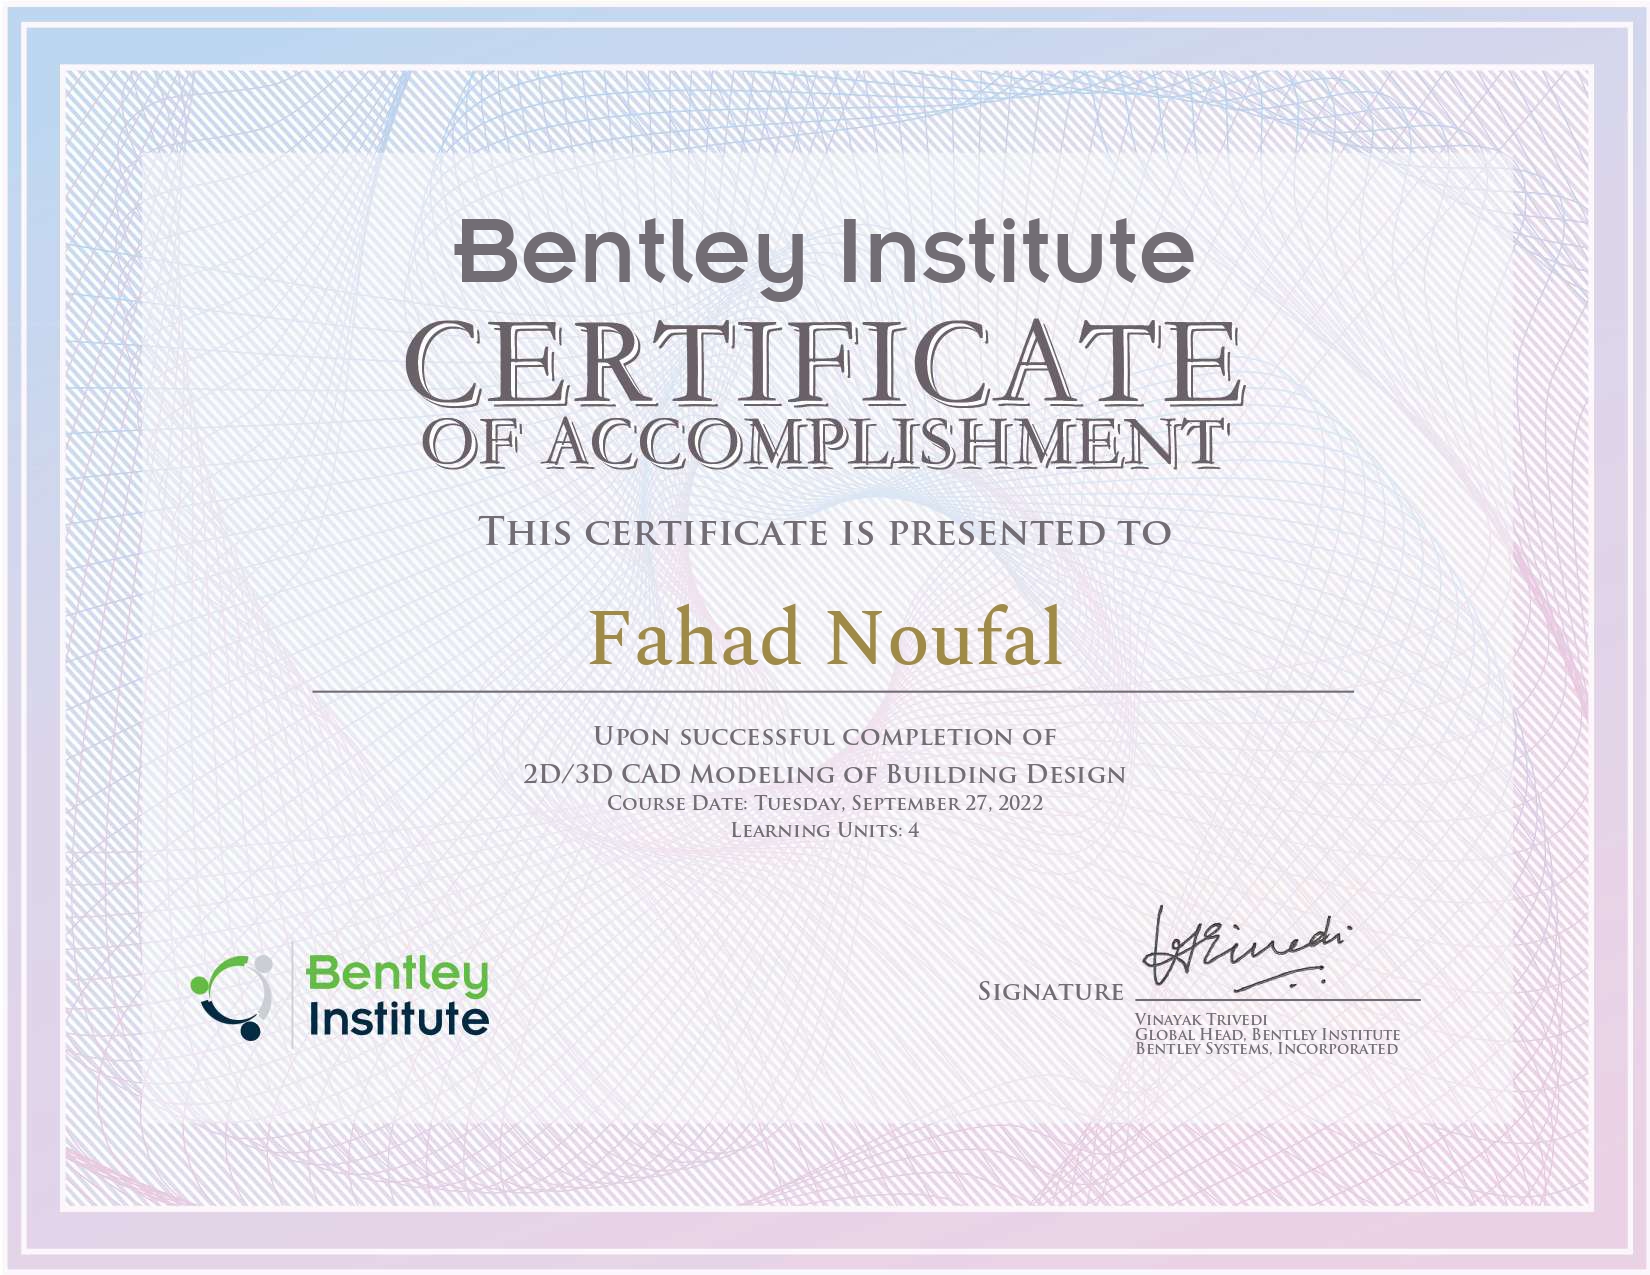 Bentley Institute
CERTIFICATE
OF ACCOMPLISHMENT
THIS CERTIFICATE IS PRESENTED TO
Fahad Noufal
UPON SUCCESSFUL COMPLETION OF
2D/3D CAD MODELING OF BUILDING DESIGN
COURSE DATE: TUESDAY, SEPTEMBER 27, 2022
LEARNING UNITS: 4
Bentley
Institute
SIGNATURE
VINAYAK TRIVEDI
GLOBAL HEAD, BENTLEY INSTITUTE
BENTLEY SYSTEMS, INCORPORATED